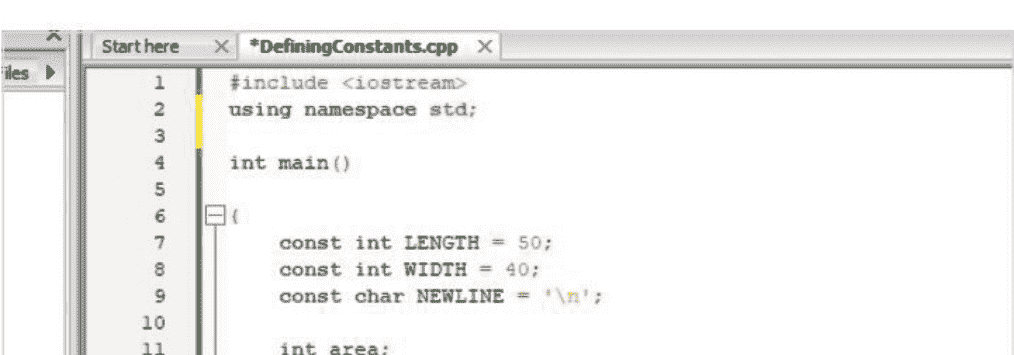 Start here
*DefiningConstants.cpp
iles
1 #include <iostream>
2 using namespace std;
3
4 int main()
5
6 {
7 const int LENGTH = 50;
8 const int WIDTH = 40;
9 const char NEWLINE = '\n';
10
11 int area;